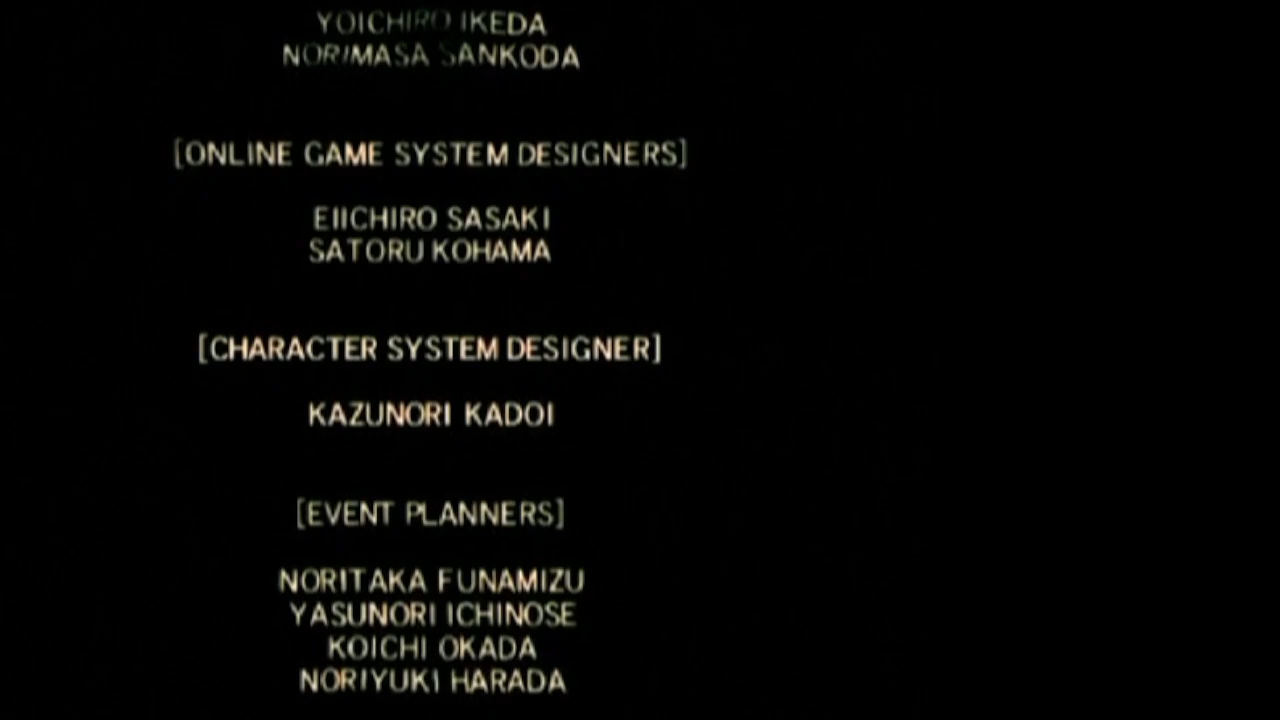 YOICHIRO IKEDA
NORIMASA SANKODA
[ONLINE GAME SYSTEM DESIGNERS]
EIICHIRO SASAKI
SATORU KOHAMA
[CHARACTER SYSTEM DESIGNER]
KAZUNORI KADOI
[EVENT PLANNERS]
NORITAKA FUNAMIZU
YASUNORI ICHINOSE
KOICHI OKADA
NORIYUKI HARADA